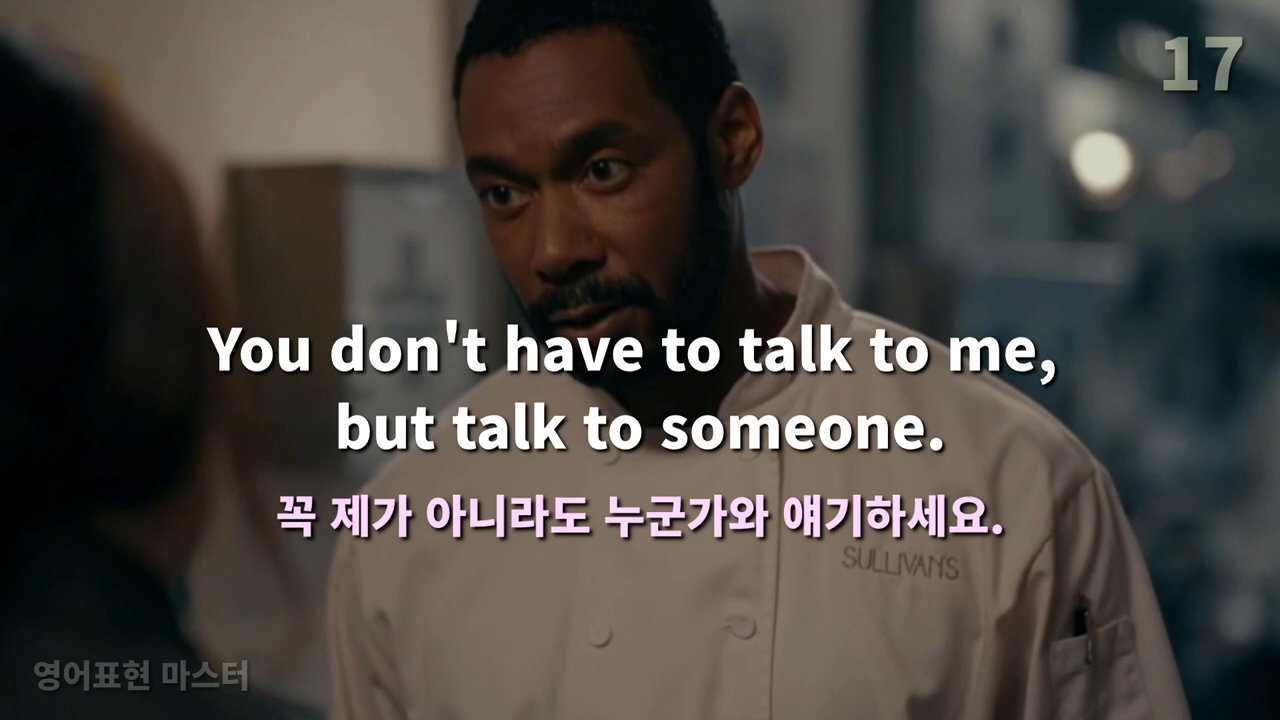 17
You don't have to talk to me,
but talk to someone.
꼭 제가 아니라도 누군가와 얘기하세요.
SULLIVAN'S
영어표현 마스터